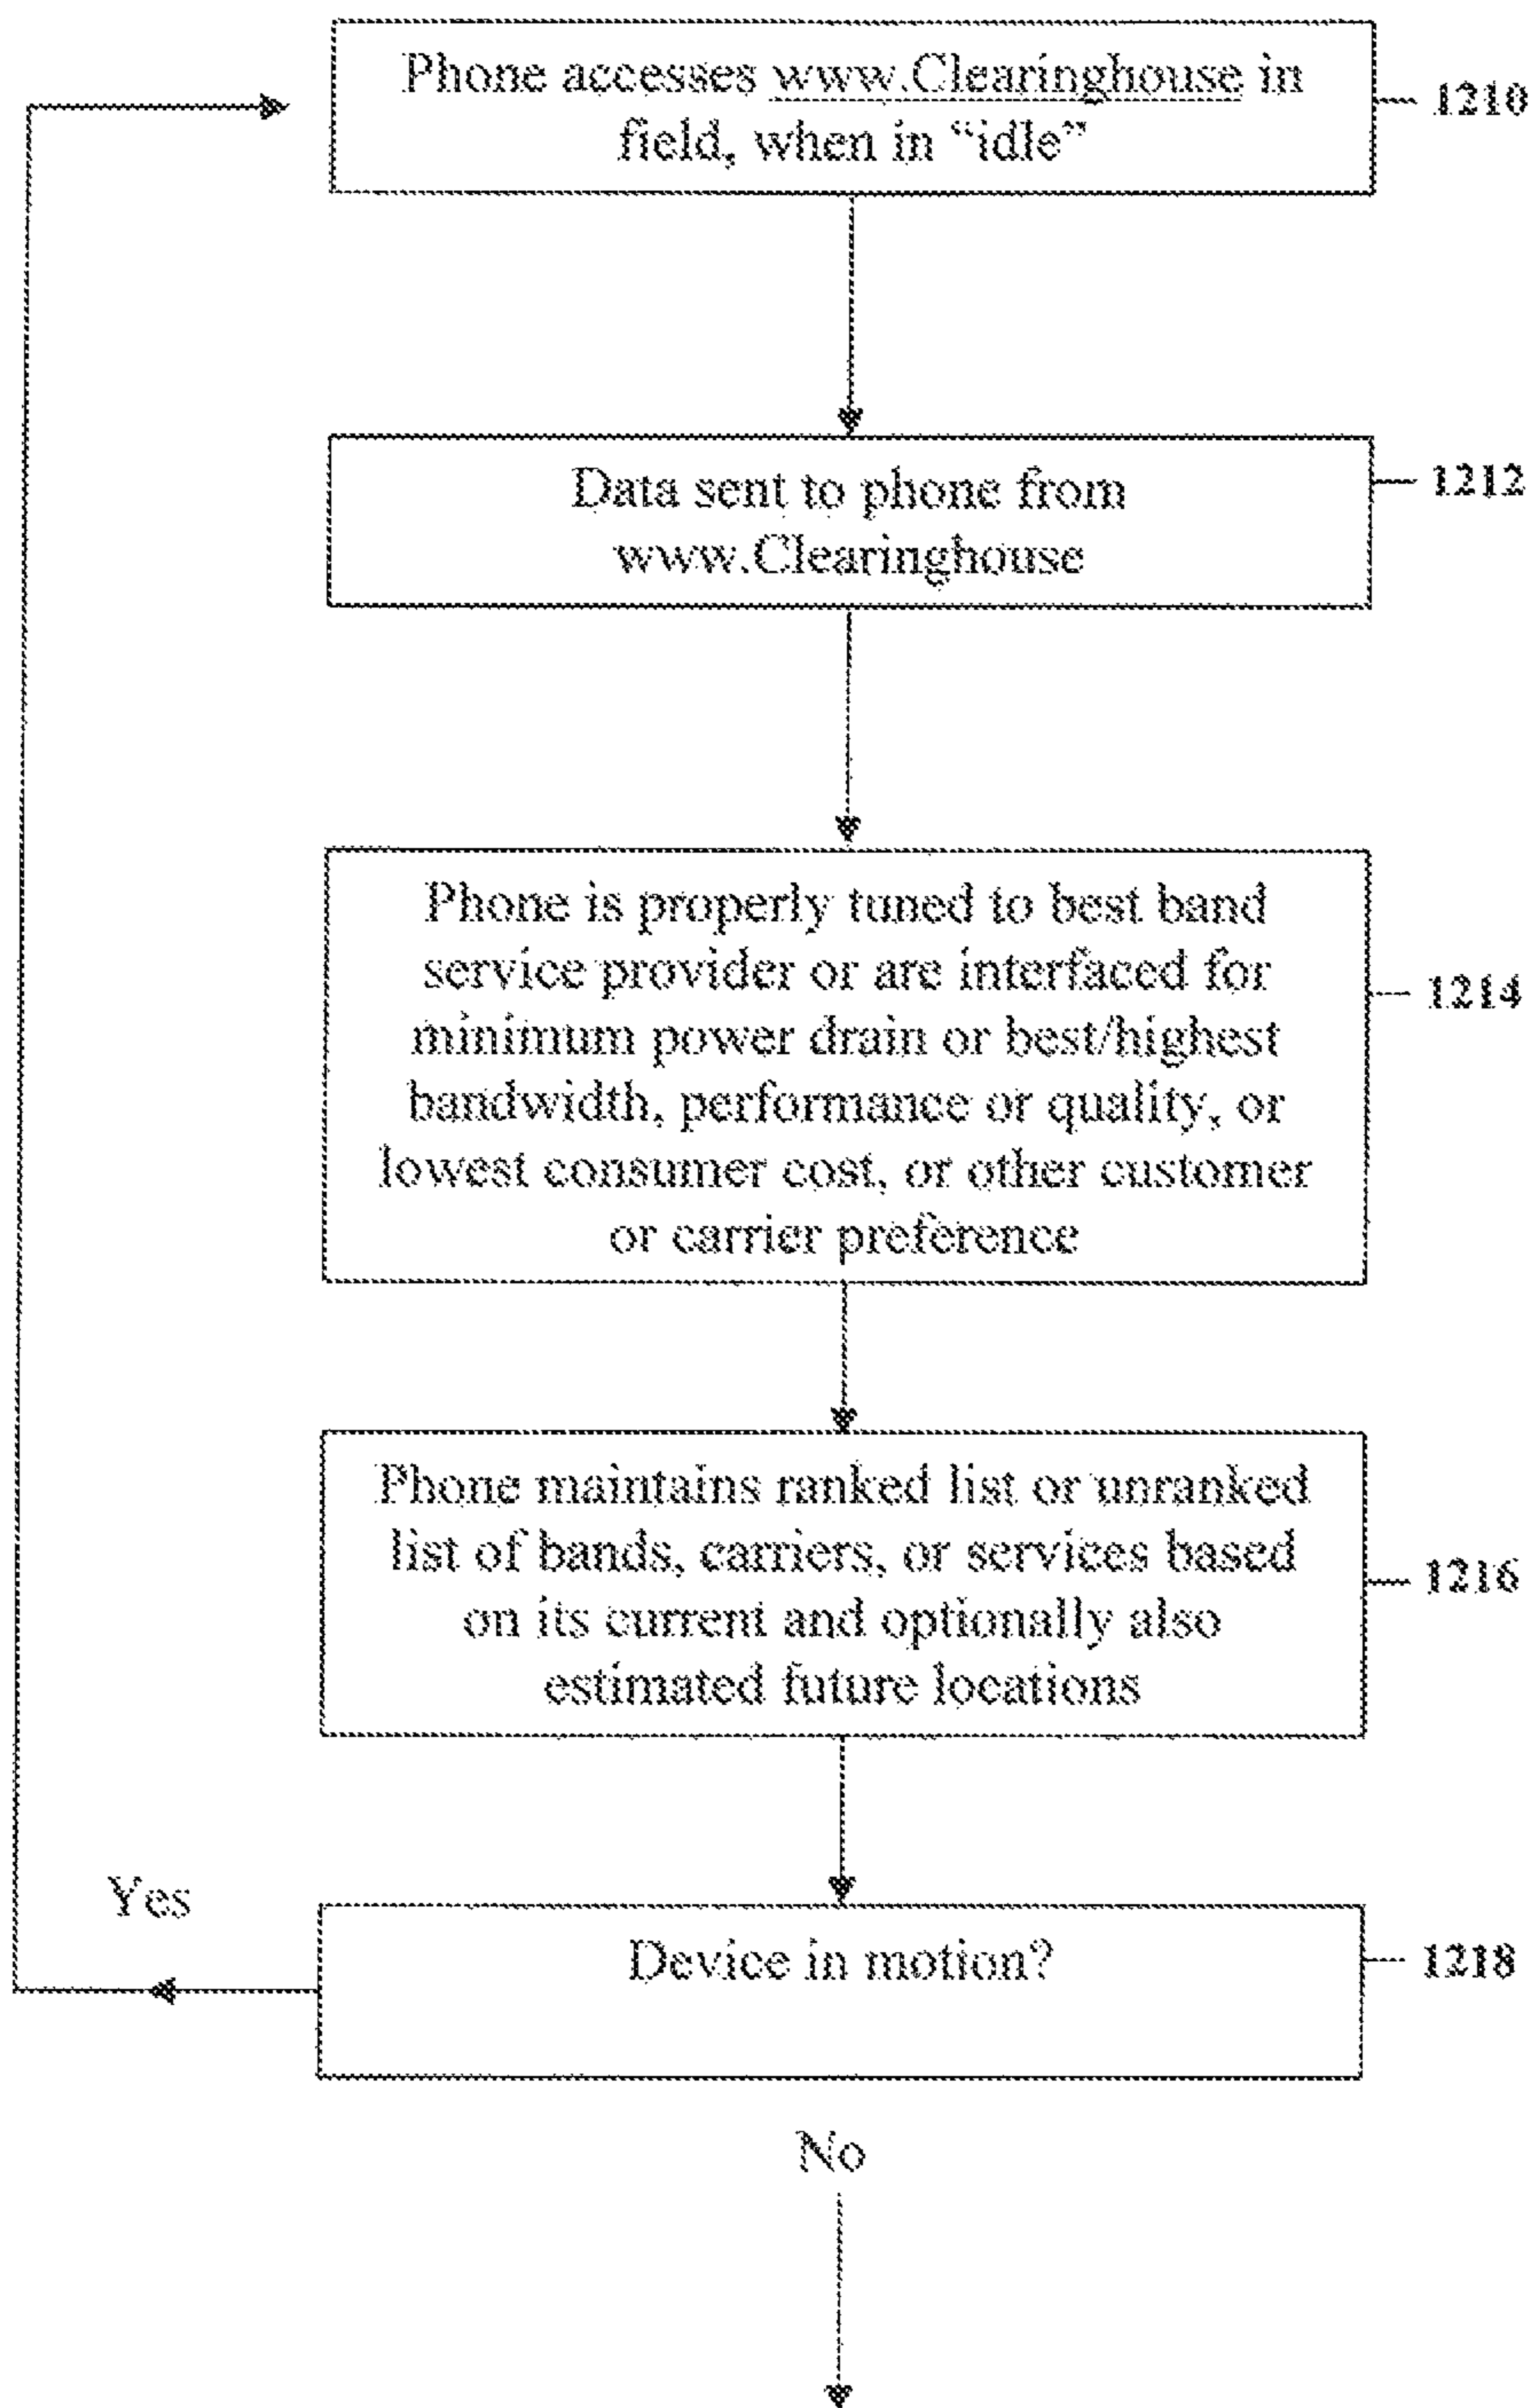 Phone accesses www.Clearinghouse in
field, when in “idle”
1210
Data sent to phone from
www.Clearinghouse
1212
Phone is properly tuned to best band
service provider or are interfaced for
minimum power drain or best/highest
bandwidth, performance or quality, or
lowest consumer cost, or other customer
or carrier preference
1214
Phone maintains ranked list or unranked
list of bands, carriers, or services based
on its current and optionally also
estimated future locations
1216
Yes
Device in motion?
1218
No